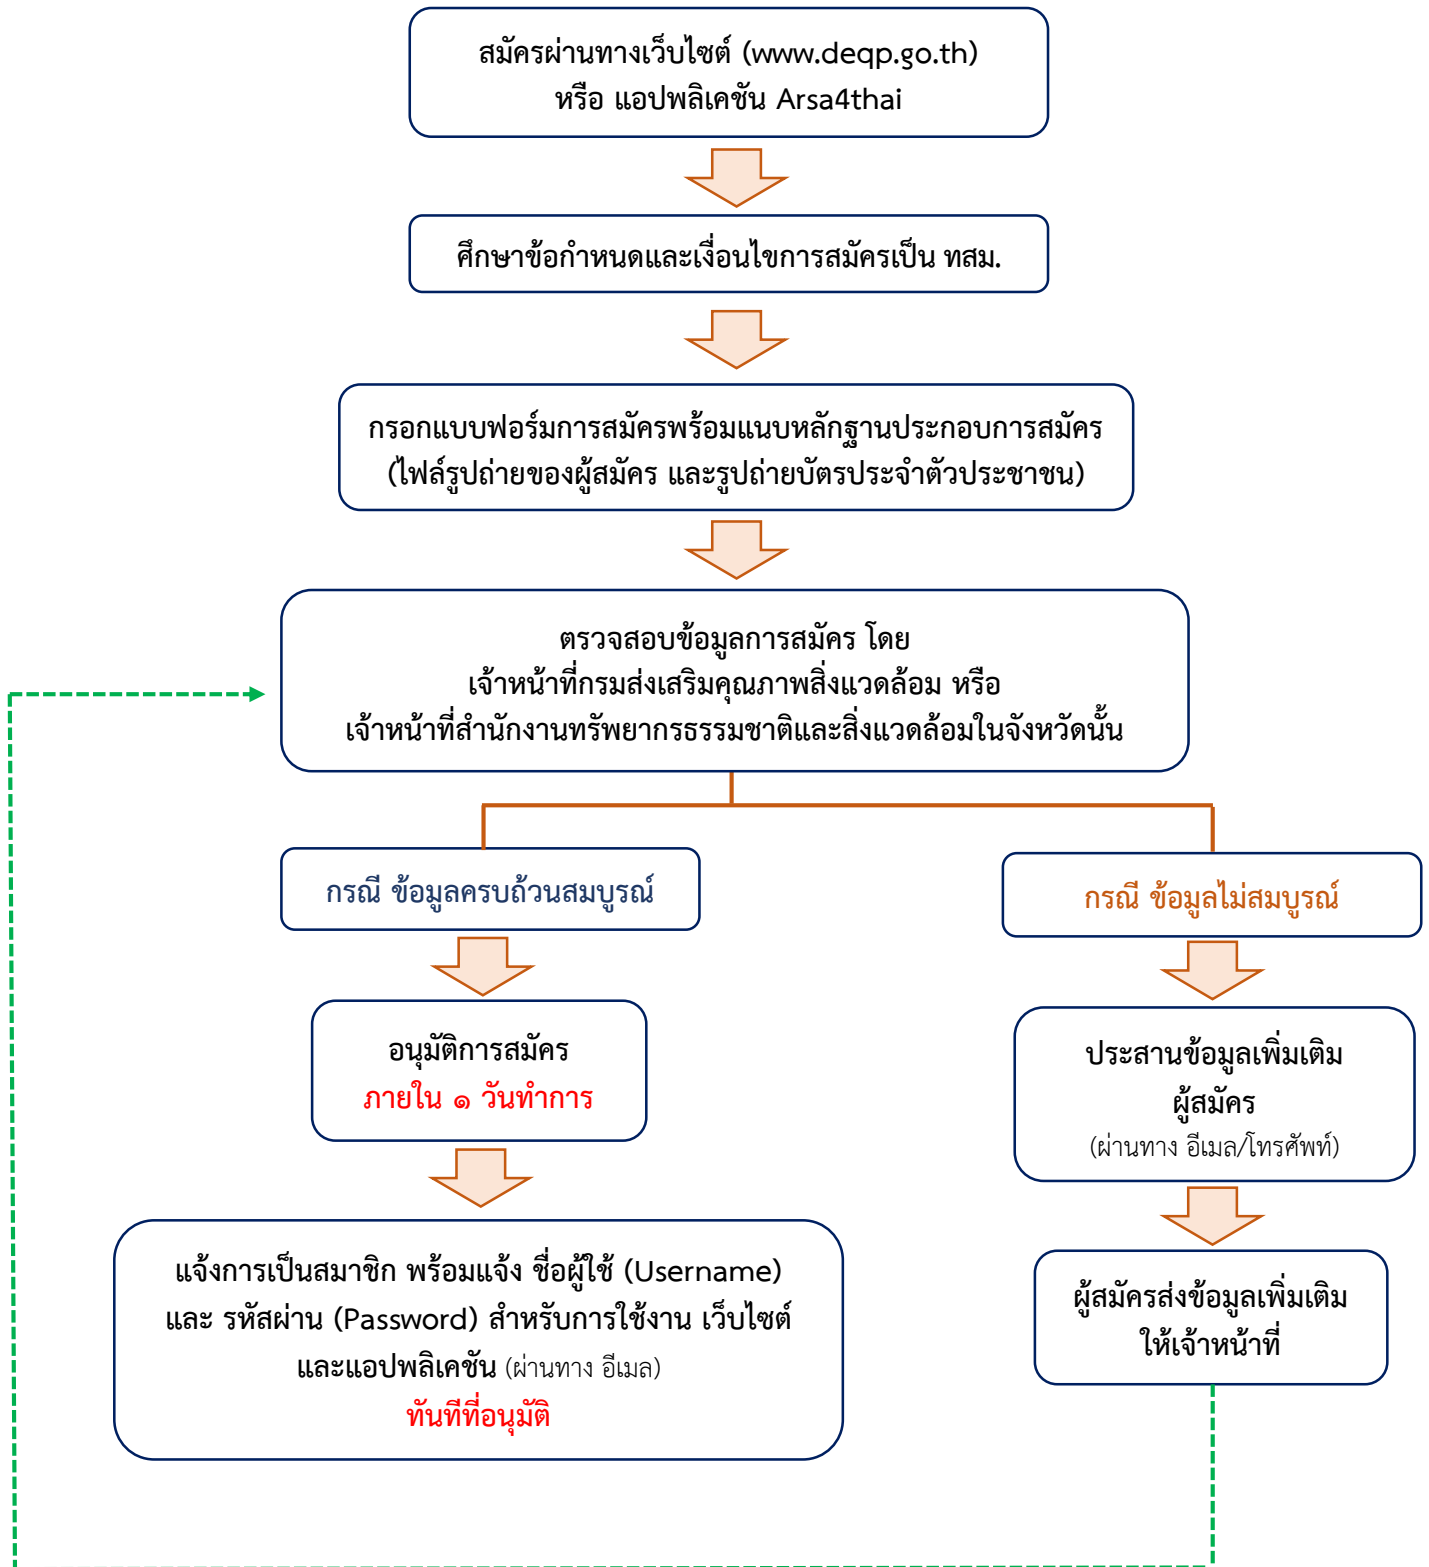 สมัครผ่านทางเว็บไซต์ (www.deqp.go.th)
หรือ แอปพลิเคชัน Arsa4thai
ศึกษาข้อกำหนดและเงื่อนไขการสมัครเป็น ทสม.
กรอกแบบฟอร์มการสมัครพร้อมแนบหลักฐานประกอบการสมัคร
(ไฟล์รูปถ่ายของผู้สมัคร และรูปถ่ายบัตรประจำตัวประชาชน)
ตรวจสอบข้อมูลการสมัคร โดย
เจ้าหน้าที่กรมส่งเสริมคุณภาพสิ่งแวดล้อม หรือ
เจ้าหน้าที่สำนักงานทรัพยากรธรรมชาติและสิ่งแวดล้อมในจังหวัดนั้น
กรณี ข้อมูลครบถ้วนสมบูรณ์
อนุมัติการสมัคร
ภายใน ๑ วันทำการ
แจ้งการเป็นสมาชิก พร้อมแจ้ง ชื่อผู้ใช้ (Username)
และ รหัสผ่าน (Password) สำหรับการใช้งาน เว็บไซต์
และแอปพลิเคชัน (ผ่านทาง อีเมล)
ทันทีที่อนุมัติ
กรณี ข้อมูลไม่สมบูรณ์
ประสานข้อมูลเพิ่มเติม
ผู้สมัคร
(ผ่านทาง อีเมล/โทรศัพท์)
ผู้สมัครส่งข้อมูลเพิ่มเติม
ให้เจ้าหน้าที่